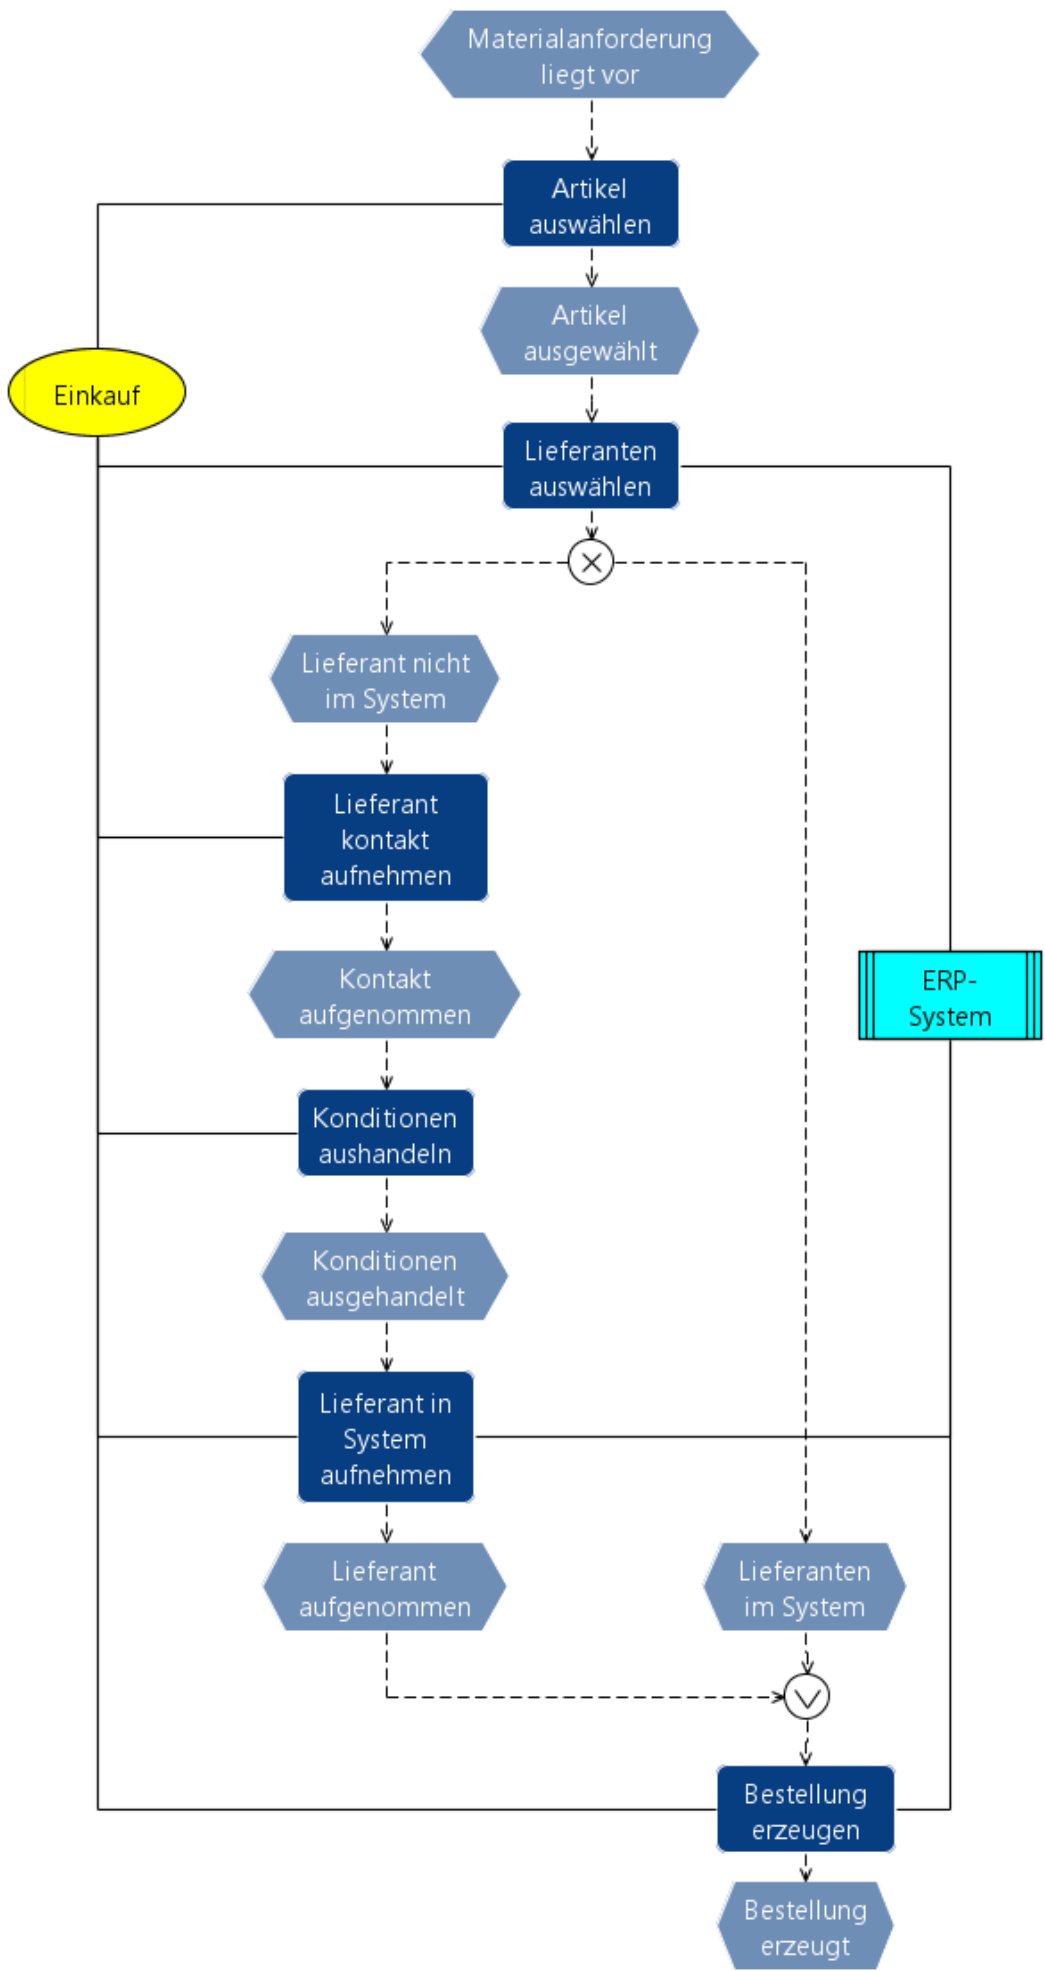 Materialanforderung
liegt vor
Artikel
auswählen
Artikel
ausgewählt
Einkauf
Lieferanten
auswählen
Lieferant nicht
im System
Lieferant
kontakt
aufnehmen
Kontakt
aufgenommen
ERP-
System
Konditionen
aushandeln
Konditionen
ausgehandelt
Lieferant in
System
aufnehmen
Lieferant
aufgenommen
Lieferanten
im System
Bestellung
erzeugen
Bestellung
erzeugt